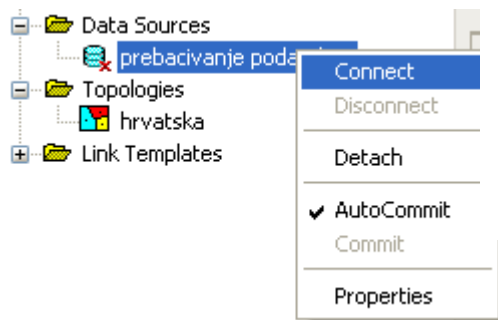 Data Sources
prebacivanje
Topologies
hrvatska
Link Templates
Connect
Disconnect
Detach
AutoCommit
Commit
Properties